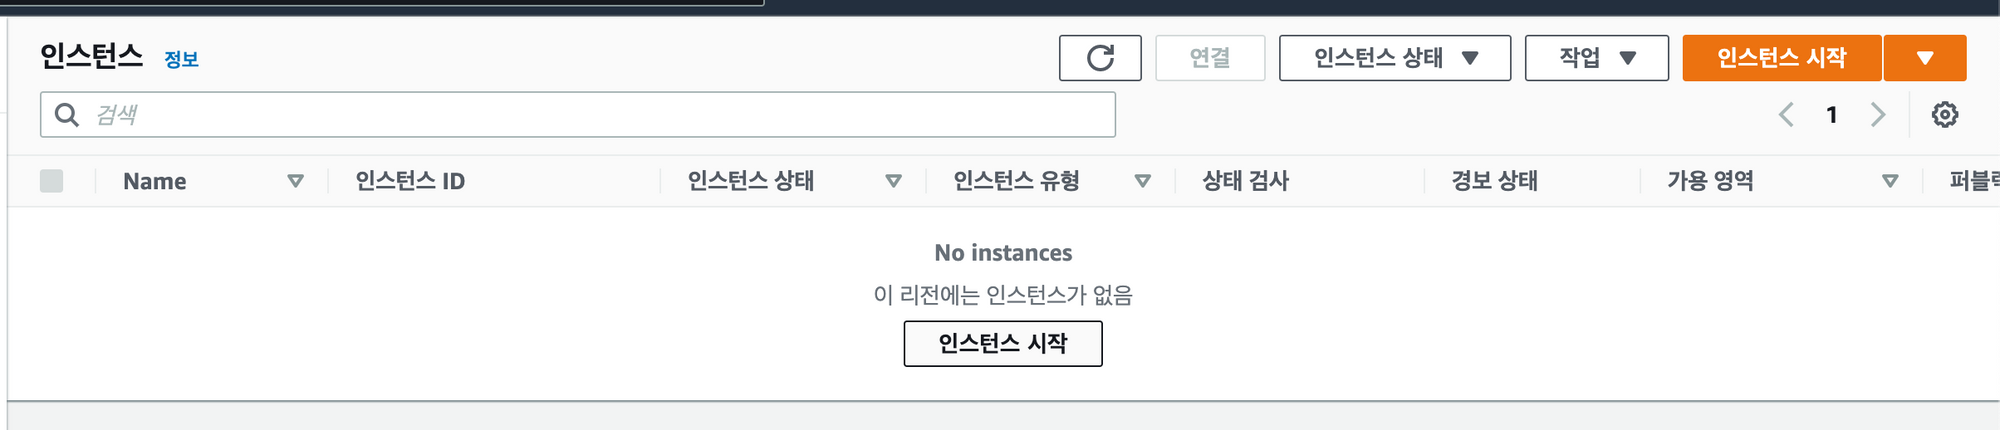 인스턴스 정보
연결 인스턴스 상태 작업 인스턴스 시작
검색
1
Name 인스턴스 ID 인스턴스 상태 인스턴스 유형 상태 검사 경보 상태 가용 영역
No instances
이 리전에는 인스턴스가 없음
인스턴스 시작